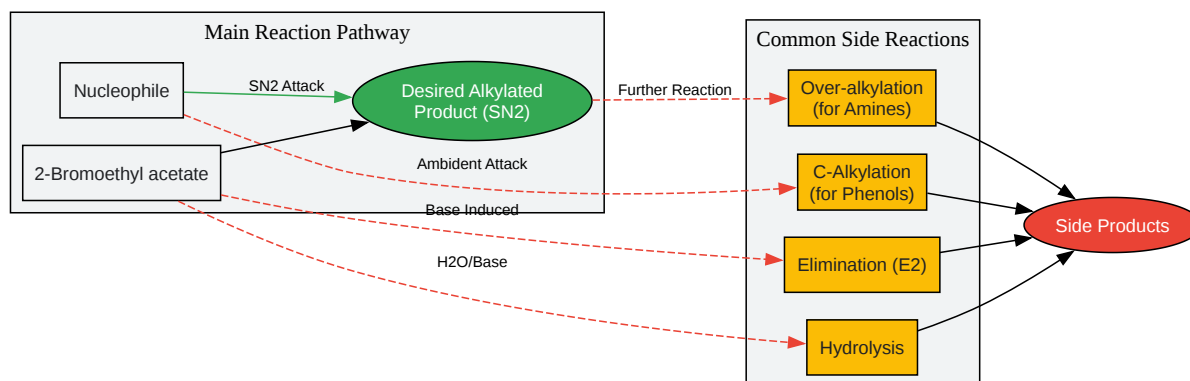 Main Reaction Pathway
Common Side Reactions
Nucleophile
SN2 Attack
Desired Alkylated
Product (SN2)
Further Reaction
Over-alkylation
(for Amines)
2-Bromoethyl acetate
Ambident Attack
C-Alkylation
(for Phenols)
Base Induced
Side Products
H2O/Base
Elimination (E2)
Hydrolysis